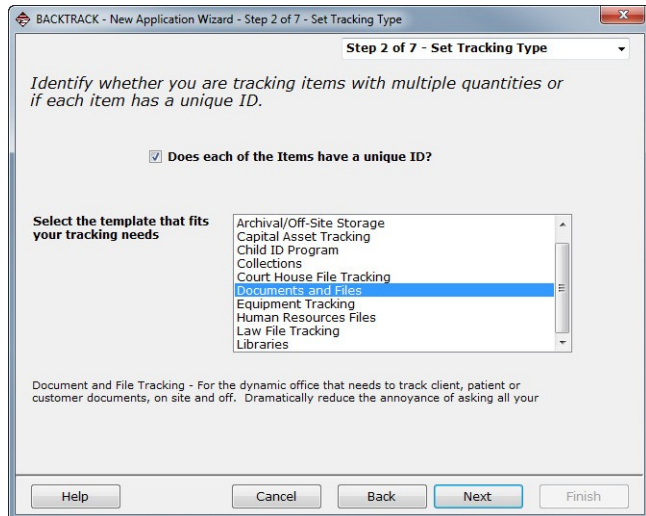 BACKTRACK - New Application Wizard - Step 2 of 7 - Set Tracking Type
Step 2 of 7 - Set Tracking Type
Identify whether you are tracking items with multiple quantities or
if each item has a unique ID.
Does each of the Items have a unique ID?
Select the template that fits
your tracking needs
Archival/Off-Site Storage
Capital Asset Tracking
Child ID Program
Collections
Court House File Tracking
Documents and Files
Equipment Tracking
Human Resources Files
Law File Tracking
Libraries
Document and File Tracking - For the dynamic office that needs to track client, patient or
customer documents, on site and off.  Dramatically reduce the annoyance of asking all your
Help
Cancel
Back
Next
Finish